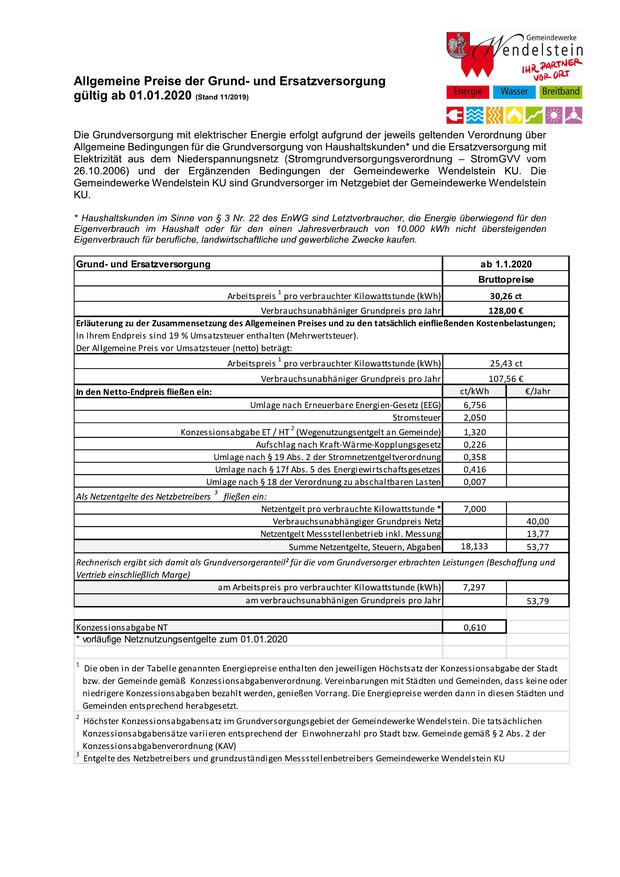 Gemeindewerke
Wendelstein
IHR PARTNER
VOR ORT
Energie Wasser Breitband
Allgemeine Preise der Grund- und Ersatzversorgung
gültig ab 01.01.2020 (Stand 11/2019)
Die Grundversorgung mit elektrischer Energie erfolgt aufgrund der jeweils geltenden Verordnung über
Allgemeine Bedingungen für die Grundversorgung von Haushaltskunden* und die Ersatzversorgung mit
Elektrizität aus dem Niederspannungsnetz (Stromgrundversorgungsverordnung – StromGVV vom
26.10.2006) und der Ergänzenden Bedingungen der Gemeindewerke Wendelstein KU. Die
Gemeindewerke Wendelstein KU sind Grundversorger im Netzgebiet der Gemeindewerke Wendelstein
KU.
* Haushaltskunden im Sinne von § 3 Nr. 22 des EnWG sind Letztverbraucher, die Energie überwiegend für den
Eigenverbrauch im Haushalt oder für den einen Jahresverbrauch von 10.000 kWh nicht übersteigenden
Eigenverbrauch für berufliche, landwirtschaftliche und gewerbliche Zwecke kaufen.
Grund- und Ersatzversorgung ab 1.1.2020
Bruttopreise
Arbeitspreis 1 pro verbrauchter Kilowattstunde (kWh) 30,26 ct
Verbrauchsunabhängiger Grundpreis pro Jahr 128,00 €
Erläuterung zu der Zusammensetzung des Allgemeinen Preises und zu den tatsächlich einfließenden Kostenbelastungen;
In Ihrem Endpreis sind 19 % Umsatzsteuer enthalten (Mehrwertsteuer).
Der Allgemeine Preis vor Umsatzsteuer (netto) beträgt:
Arbeitspreis 1 pro verbrauchter Kilowattstunde (kWh) 25,43 ct
Verbrauchsunabhängiger Grundpreis pro Jahr 107,56 €
In den Netto-Endpreis fließen ein: ct/kWh €/Jahr
Umlage nach Erneuerbare Energien-Gesetz (EEG) 6,756
Stromsteuer 2,050
Konzessionsabgabe ET / HT 2 (Wegenutzungsentgelt an Gemeinde) 1,320
Aufschlag nach Kraft-Wärme-Kopplungsgesetz 0,226
Umlage nach § 19 Abs. 2 der Stromnetzentgeltverordnung 0,358
Umlage nach § 17f Abs. 5 des Energiewirtschaftsgesetzes 0,416
Umlage nach § 18 der Verordnung zu abschaltbaren Lasten 0,007
Als Netzentgelte des Netzbetreibers 3 fließen ein:
Netzentgelt pro verbrauchte Kilowattstunde * 7,000
Verbrauchsunabhängiger Grundpreis Netz 40,00
Netzentgelt Messstellenbetrieb inkl. Messung 13,77
Summe Netzentgelte, Steuern, Abgaben 18,133 53,77
Rechnerisch ergibt sich damit als Grundversorgeranteil² für die vom Grundversorger erbrachten Leistungen (Beschaffung und
Vertrieb einschließlich Marge)
am Arbeitspreis pro verbrauchter Kilowattstunde (kWh) 7,297
am verbrauchsunabhänigen Grundpreis pro Jahr 53,79
Konzessionsabgabe NT 0,610
* vorläufige Netznutzungsentgelte zum 01.01.2020
1 Die oben in der Tabelle genannten Energiepreise enthalten den jeweiligen Höchstsatz der Konzessionsabgabe der Stadt
bzw. der Gemeinde gemäß Konzessionsabgabenverordnung. Vereinbarungen mit Städten und Gemeinden, dass keine oder
niedrigere Konzessionsabgaben bezahlt werden, genießen Vorrang. Die Energiepreise werden dann in diesen Städten und
Gemeinden entsprechend herabgesetzt.
2 Höchster Konzessionsabgabensatz im Grundversorgungsgebiet der Gemeindewerke Wendelstein. Die tatsächlichen
Konzessionsabgabensätze variieren entsprechend der Einwohnerzahl pro Stadt bzw. Gemeinde gemäß § 2 Abs. 2 der
Konzessionsabgabenverordnung (KAV)
3 Entgelte des Netzbetreibers und grundzuständigen Messstellenbetreibers Gemeindewerke Wendelstein KU